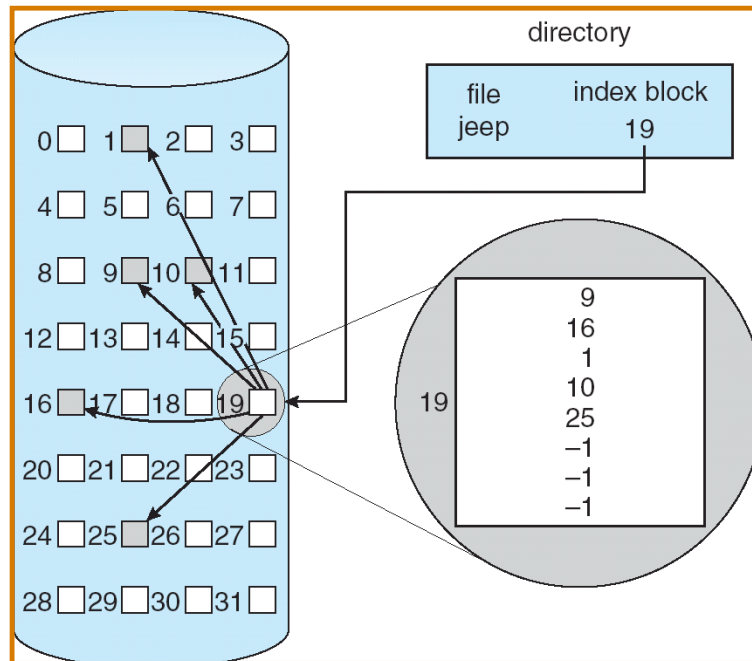 directory
file index block
jeep 19
0 1 2 3
4 5 6 7
8 9 10 11
12 13 14 15
16 17 18 19
20 21 22 23
24 25 26 27
28 29 30 31
19
9
16
1
10
25
–1
–1
–1